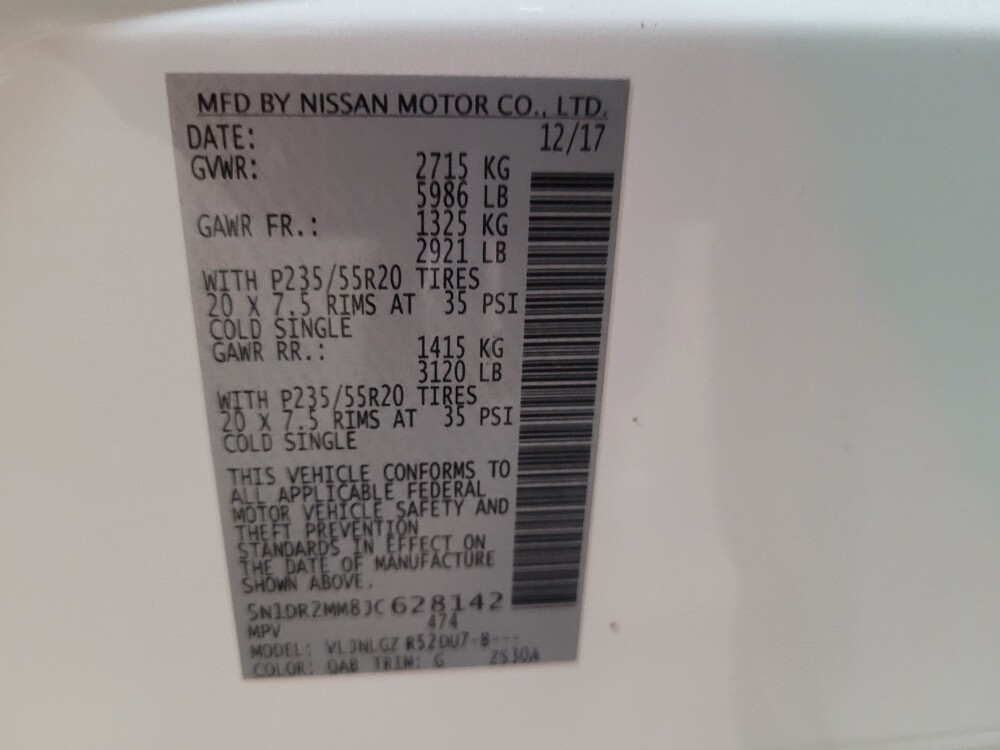 MFD BY NISSAN MOTOR CO., LTD.
DATE: 12/17
GVWR: 2715 KG
5986 LB
GAWR FR.: 1325 KG
2921 LB
WITH P235/55R20 TIRES
20 X 7.5 RIMS AT 35 PSI
COLD SINGLE
GAWR RR.: 1415 KG
3120 LB
WITH P235/55R20 TIRES
20 X 7.5 RIMS AT 35 PSI
COLD SINGLE
THIS VEHICLE CONFORMS TO
ALL APPLICABLE FEDERAL
MOTOR VEHICLE SAFETY AND
THEFT PREVENTION
STANDARDS IN EFFECT ON
THE DATE OF MANUFACTURE
SHOWN ABOVE.
5N1DR2MM8JC628142
MPV 474
MODEL: VLJNLGZ R52DU7-8---
COLOR: QAB TRIM: G 2S30A